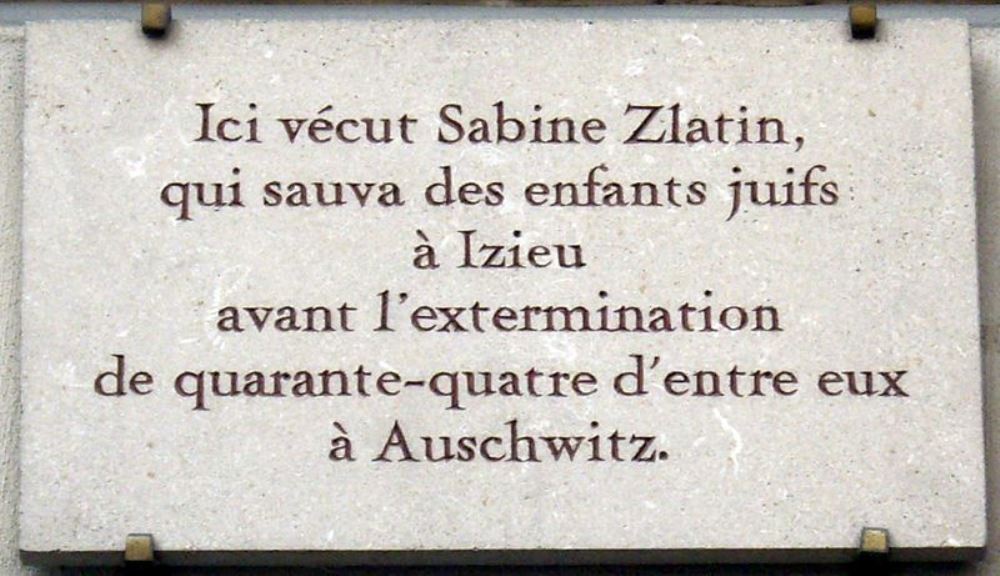 Ici vécut Sabine Zlatin,
qui sauva des enfants juifs
à Izieu
avant l'extermination
de quarante-quatre d'entre eux
à Auschwitz.